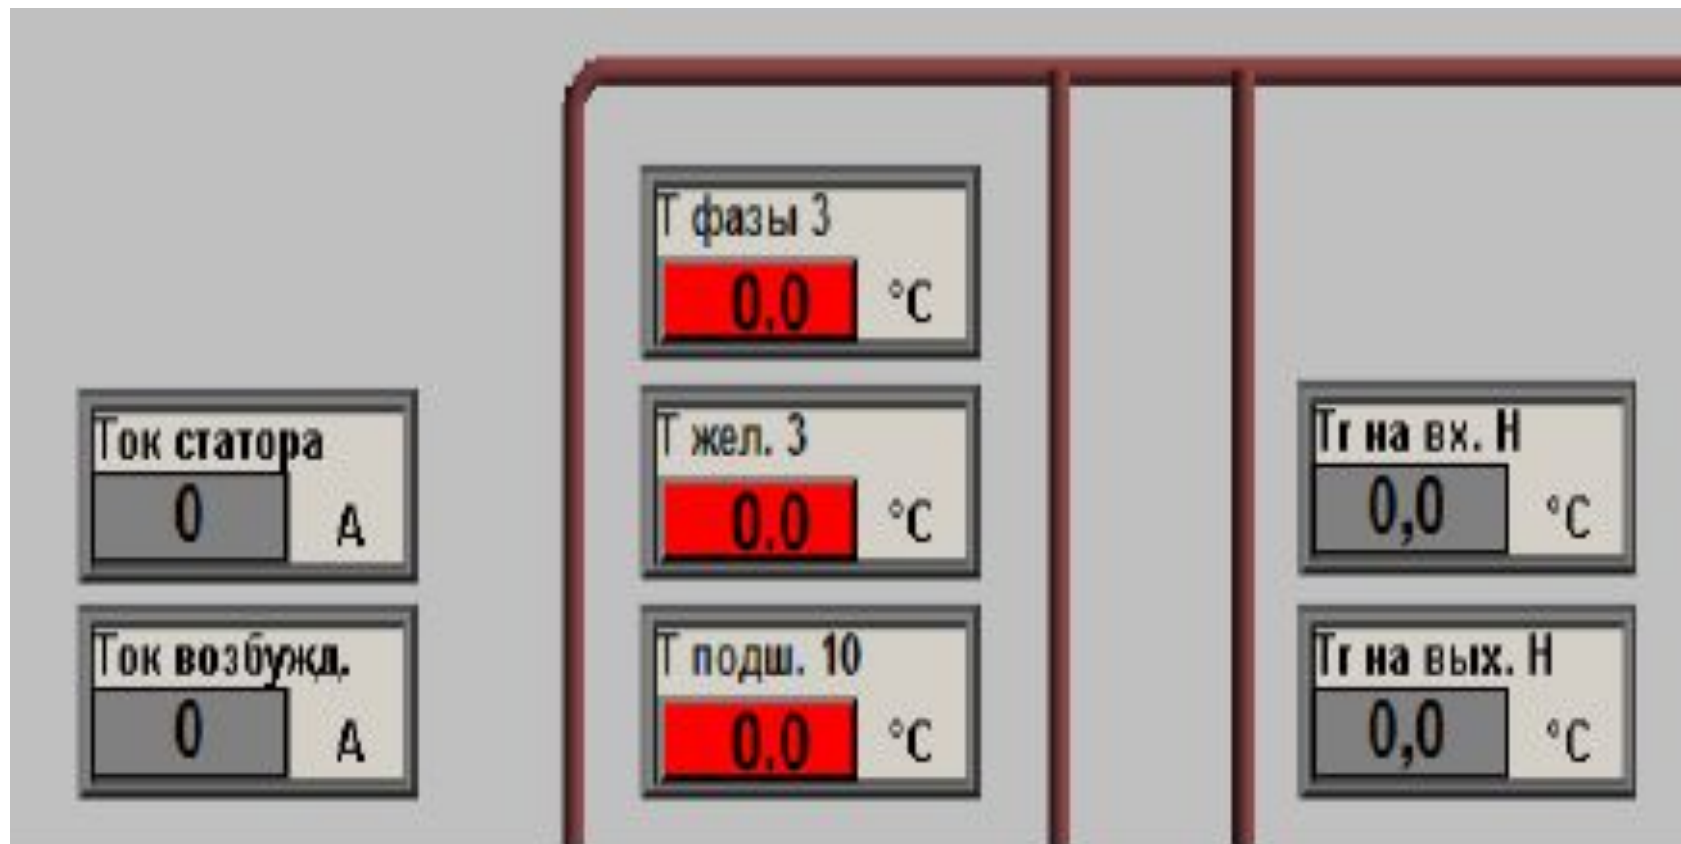 Ток статора
0 А
Ток возбужд.
0 А
Т фазы 3
0.0 °С
Т жел. 3
0.0 °С
Т подш. 10
0.0 °С
Тг на вх. Н
0,0 °С
Тг на вых. Н
0,0 °С